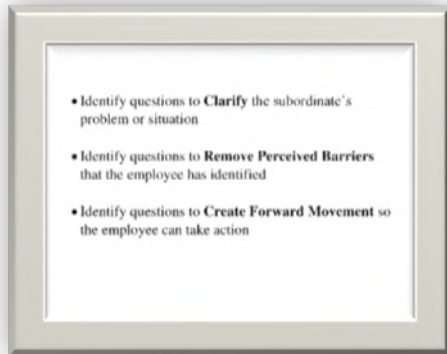 • Identify questions to Clarify the subordinate's
problem or situation
• Identify questions to Remove Perceived Barriers
that the employee has identified
• Identify questions to Create Forward Movement so
the employee can take action